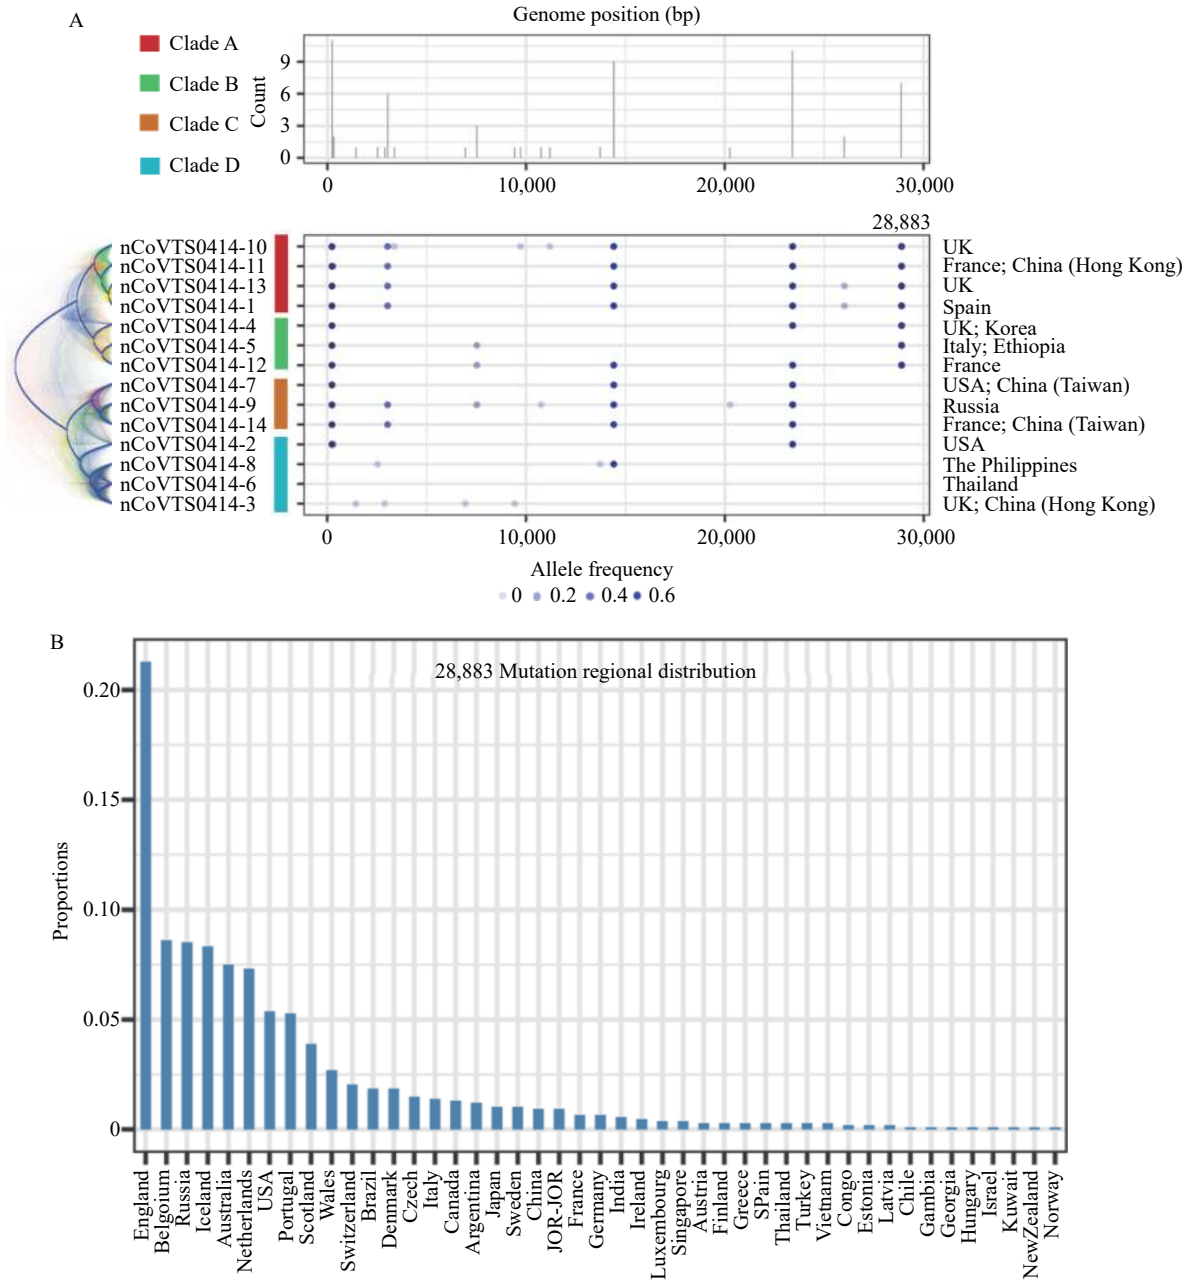 A
Genome position (bp)
Clade A
Clade B
Clade C
Clade D
Count
9
6
3
0
0 10,000 20,000 30,000
28,883
nCoVTS0414-10 UK
nCoVTS0414-11 France; China (Hong Kong)
nCoVTS0414-13 UK
nCoVTS0414-1 Spain
nCoVTS0414-4 UK; Korea
nCoVTS0414-5 Italy; Ethiopia
nCoVTS0414-12 France
nCoVTS0414-7 USA; China (Taiwan)
nCoVTS0414-9 Russia
nCoVTS0414-14 France; China (Taiwan)
nCoVTS0414-2 USA
nCoVTS0414-8 The Philippines
nCoVTS0414-6 Thailand
nCoVTS0414-3 UK; China (Hong Kong)
0 10,000 20,000 30,000
Allele frequency
0 0.2 0.4 0.6
B
28,883 Mutation regional distribution
Proportions
0.20
0.15
0.10
0.05
0
England
Belgoium
Russia
Iceland
Australia
Netherlands
USA
Portugal
Scotland
Wales
Switzerland
Brazil
Denmark
Czech
Italy
Canada
Argentina
Japan
Sweden
China
JOR-JOR
France
Germany
India
Ireland
Luxembourg
Singapore
Austria
Finland
Greece
SPain
Thailand
Turkey
Vietnam
Congo
Estonia
Latvia
Chile
Gambia
Georgia
Hungary
Israel
Kuwait
NewZealand
Norway